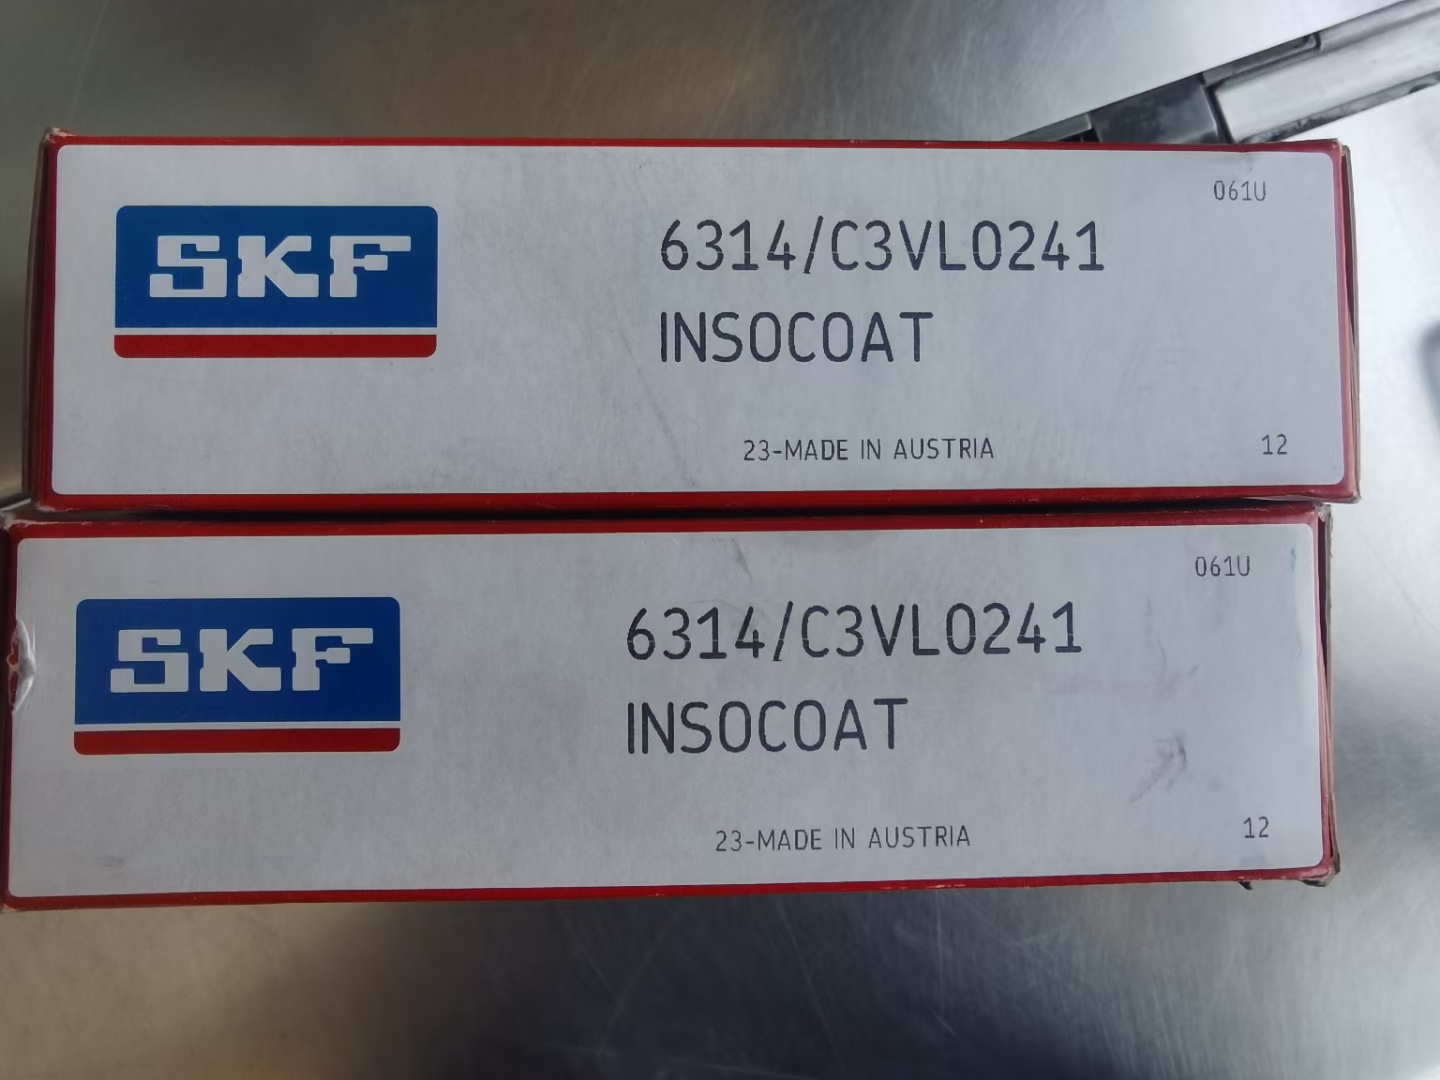 061U
SKF
6314/C3VL0241
INSOCOAT
23-MADE IN AUSTRIA
12
061U
SKF
6314/C3VL0241
INSOCOAT
23-MADE IN AUSTRIA
12